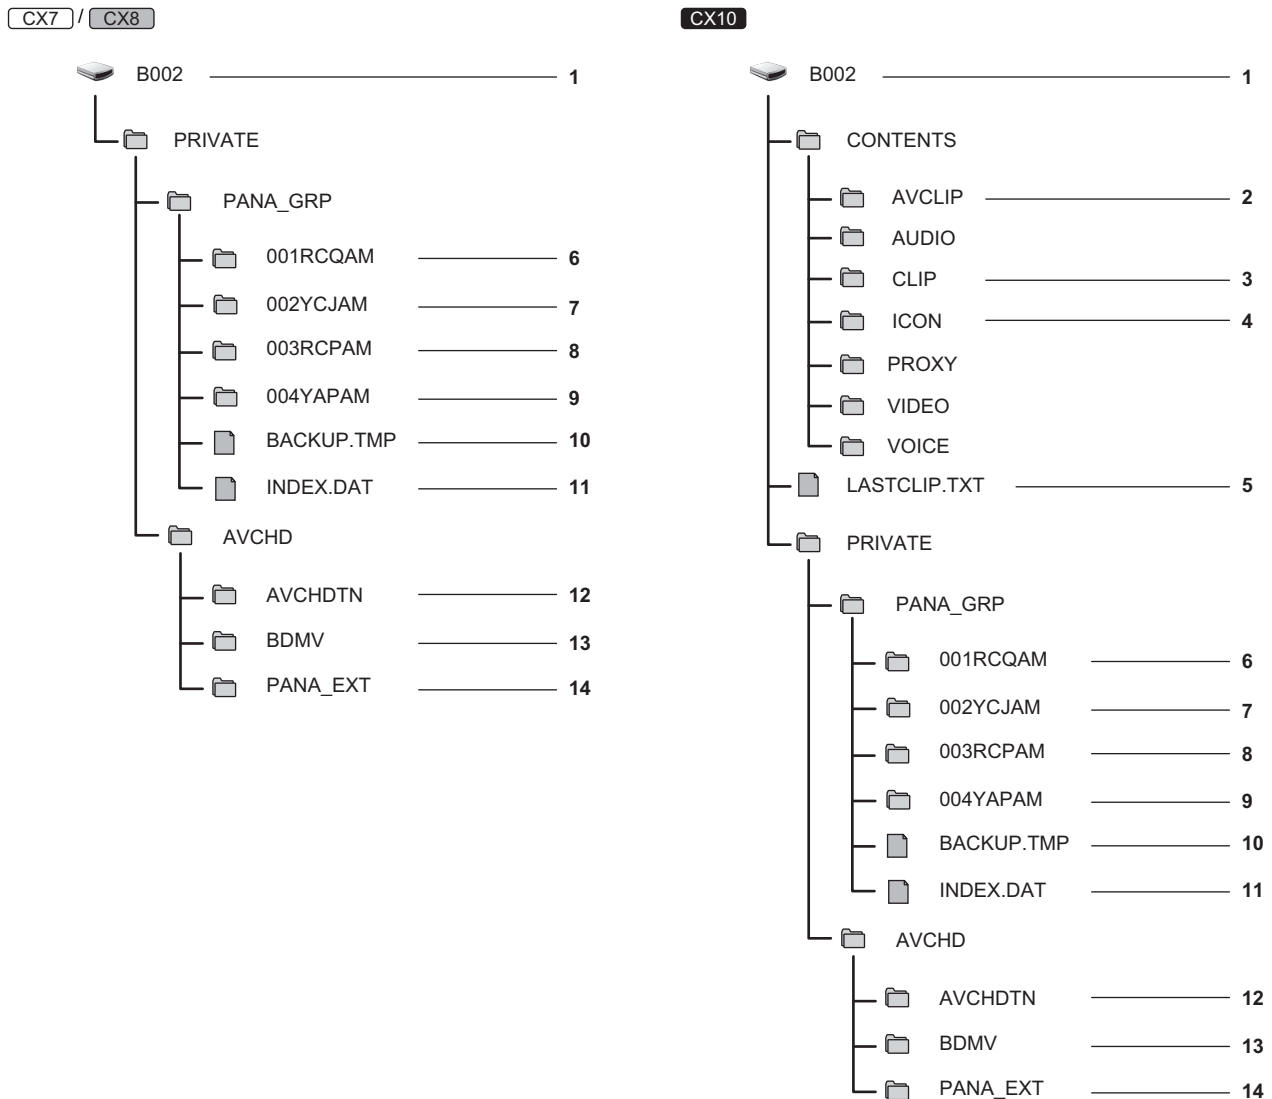 CX7 / CX8
B002 1
PRIVATE
PANA_GRP
001RCQAM 6
002YCJAM 7
003RCPAM 8
004YAPAM 9
BACKUP.TMP 10
INDEX.DAT 11
AVCHD
AVCHDTN 12
BDMV 13
PANA_EXT 14
CX10
B002 1
CONTENTS
AVCLIP 2
AUDIO
CLIP 3
ICON 4
PROXY
VIDEO
VOICE
LASTCLIP.TXT 5
PRIVATE
PANA_GRP
001RCQAM 6
002YCJAM 7
003RCPAM 8
004YAPAM 9
BACKUP.TMP 10
INDEX.DAT 11
AVCHD
AVCHDTN 12
BDMV 13
PANA_EXT 14